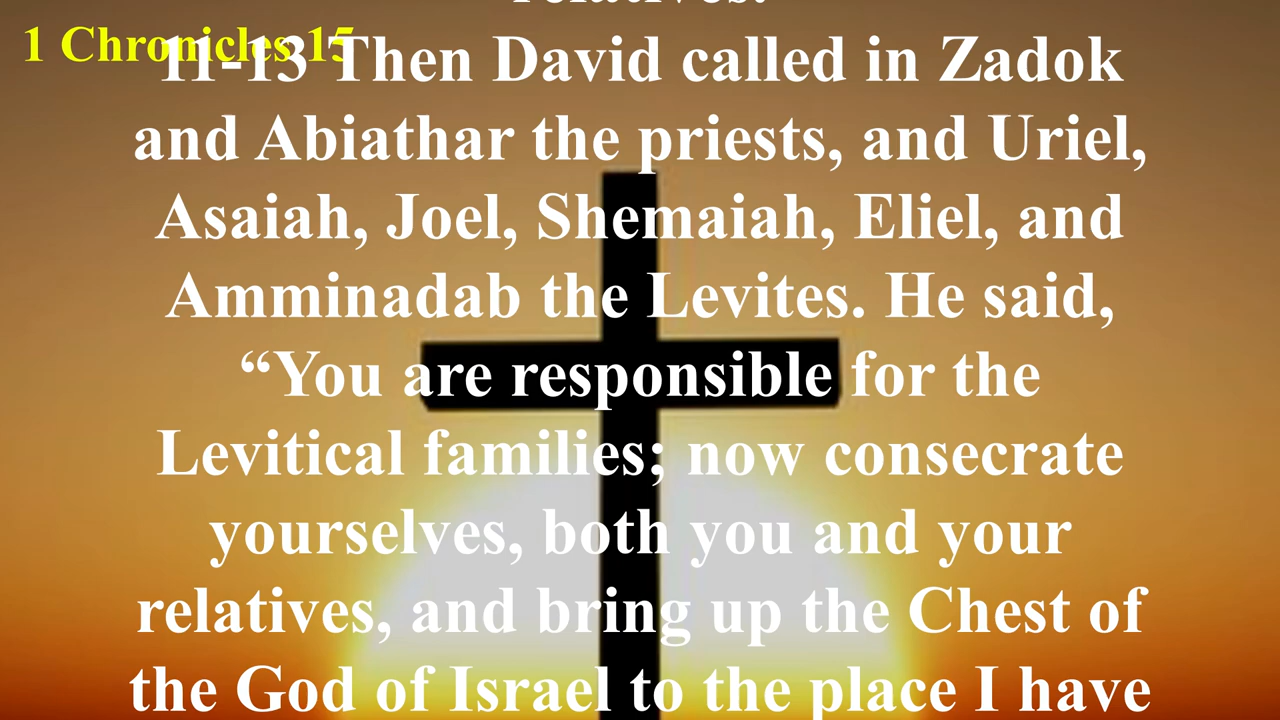 relatives.
1 Chronicles 15
11-13 Then David called in Zadok
and Abiathar the priests, and Uriel,
Asaiah, Joel, Shemaiah, Eliel, and
Amminadab the Levites. He said,
“You are responsible for the
Levitical families; now consecrate
yourselves, both you and your
relatives, and bring up the Chest of
the God of Israel to the place I have